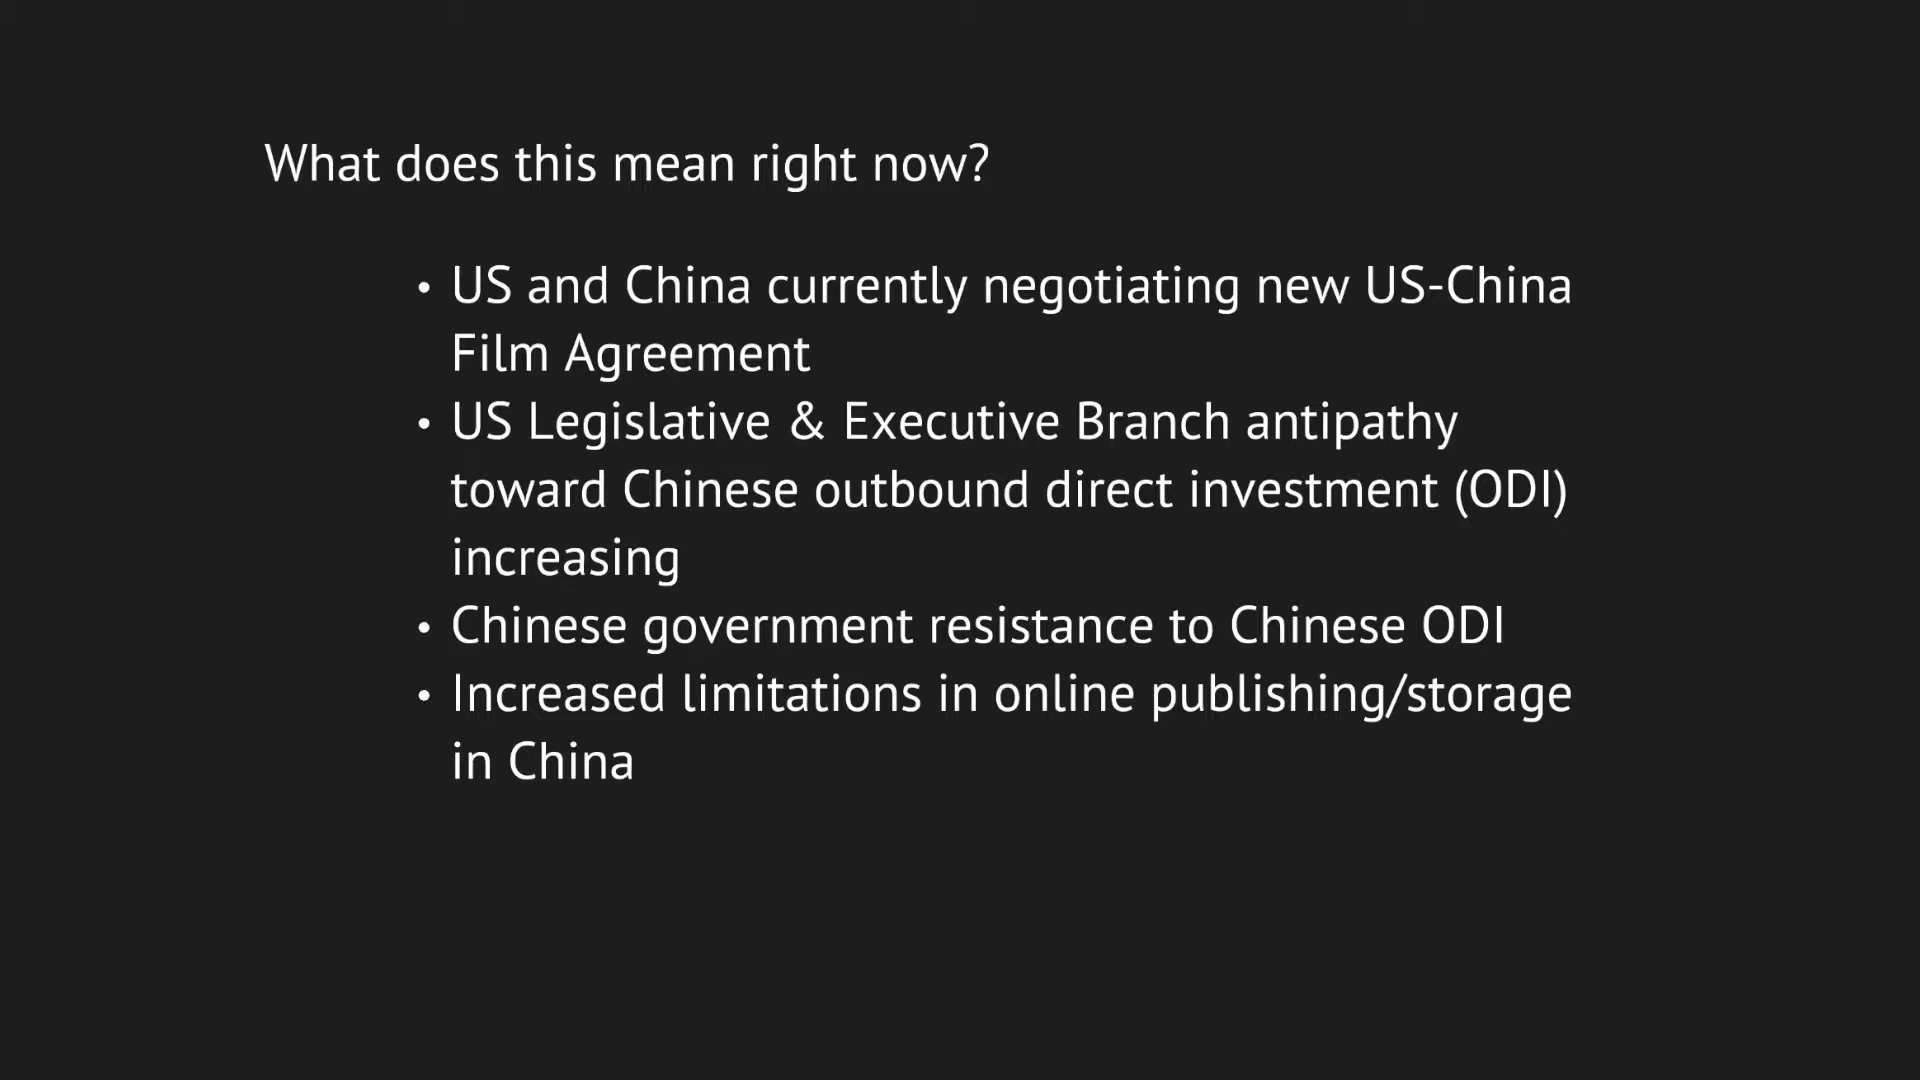 What does this mean right now?
• US and China currently negotiating new US-China
Film Agreement
• US Legislative & Executive Branch antipathy
toward Chinese outbound direct investment (ODI)
increasing
• Chinese government resistance to Chinese ODI
• Increased limitations in online publishing/storage
in China